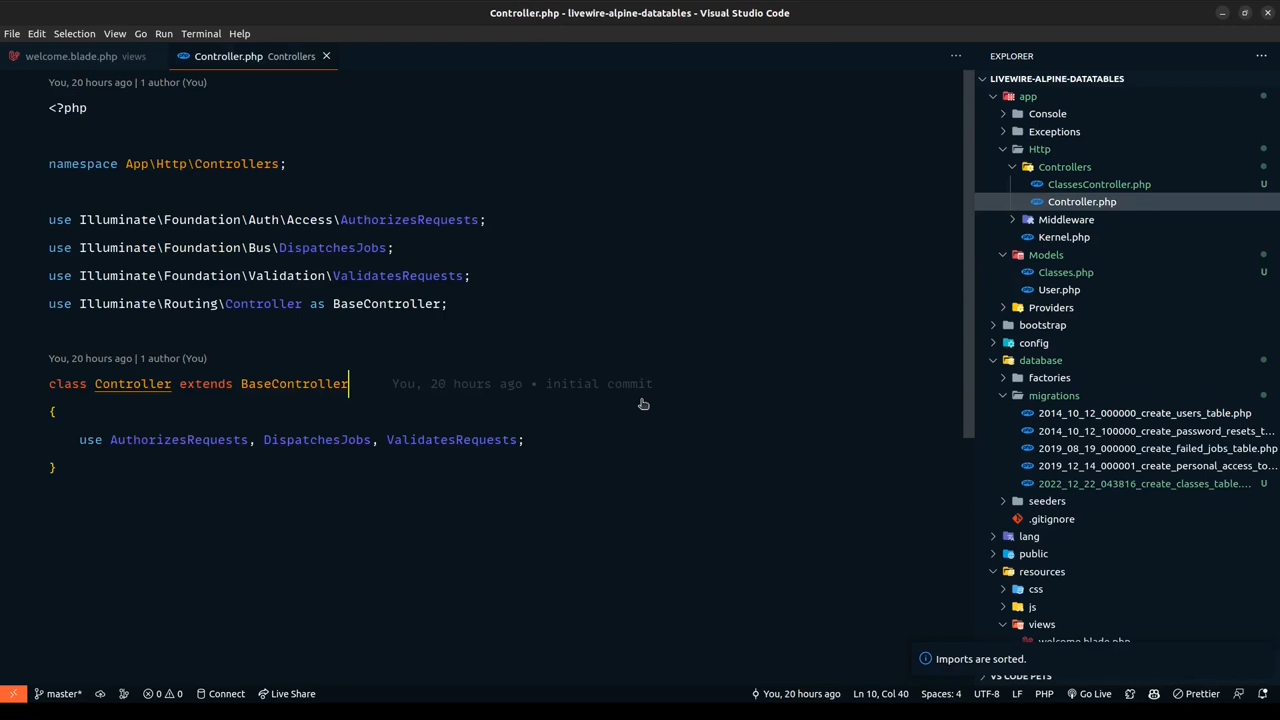 Controller.php - livewire-alpine-datatables - Visual Studio Code
File Edit Selection View Go Run Terminal Help
welcome.blade.php views
Controller.php Controllers
EXPLORER
You, 20 hours ago | 1 author (You)
<?php
namespace App\Http\Controllers;
use Illuminate\Foundation\Auth\Access\AuthorizesRequests;
use Illuminate\Foundation\Bus\DispatchesJobs;
use Illuminate\Foundation\Validation\ValidatesRequests;
use Illuminate\Routing\Controller as BaseController;
You, 20 hours ago | 1 author (You)
class Controller extends BaseController You, 20 hours ago • initial commit
{
use AuthorizesRequests, DispatchesJobs, ValidatesRequests;
}
LIVEWIRE-ALPINE-DATATABLES
app
Console
Exceptions
Http
Controllers
ClassesController.php U
Controller.php
Middleware
Kernel.php
Models
Classes.php U
User.php
Providers
bootstrap
config
database
factories
migrations
2014_10_12_000000_create_users_table.php
2014_10_12_100000_create_password_resets_t...
2019_08_19_000000_create_failed_jobs_table.php
2019_12_14_000001_create_personal_access_to...
2022_12_22_043816_create_classes_table.... U
seeders
.gitignore
lang
public
resources
css
js
views
welcome.blade.php
Imports are sorted.
VS CODE PETS
master* 0 0 Connect Live Share You, 20 hours ago Ln 10, Col 40 Spaces: 4 UTF-8 LF PHP Go Live Prettier